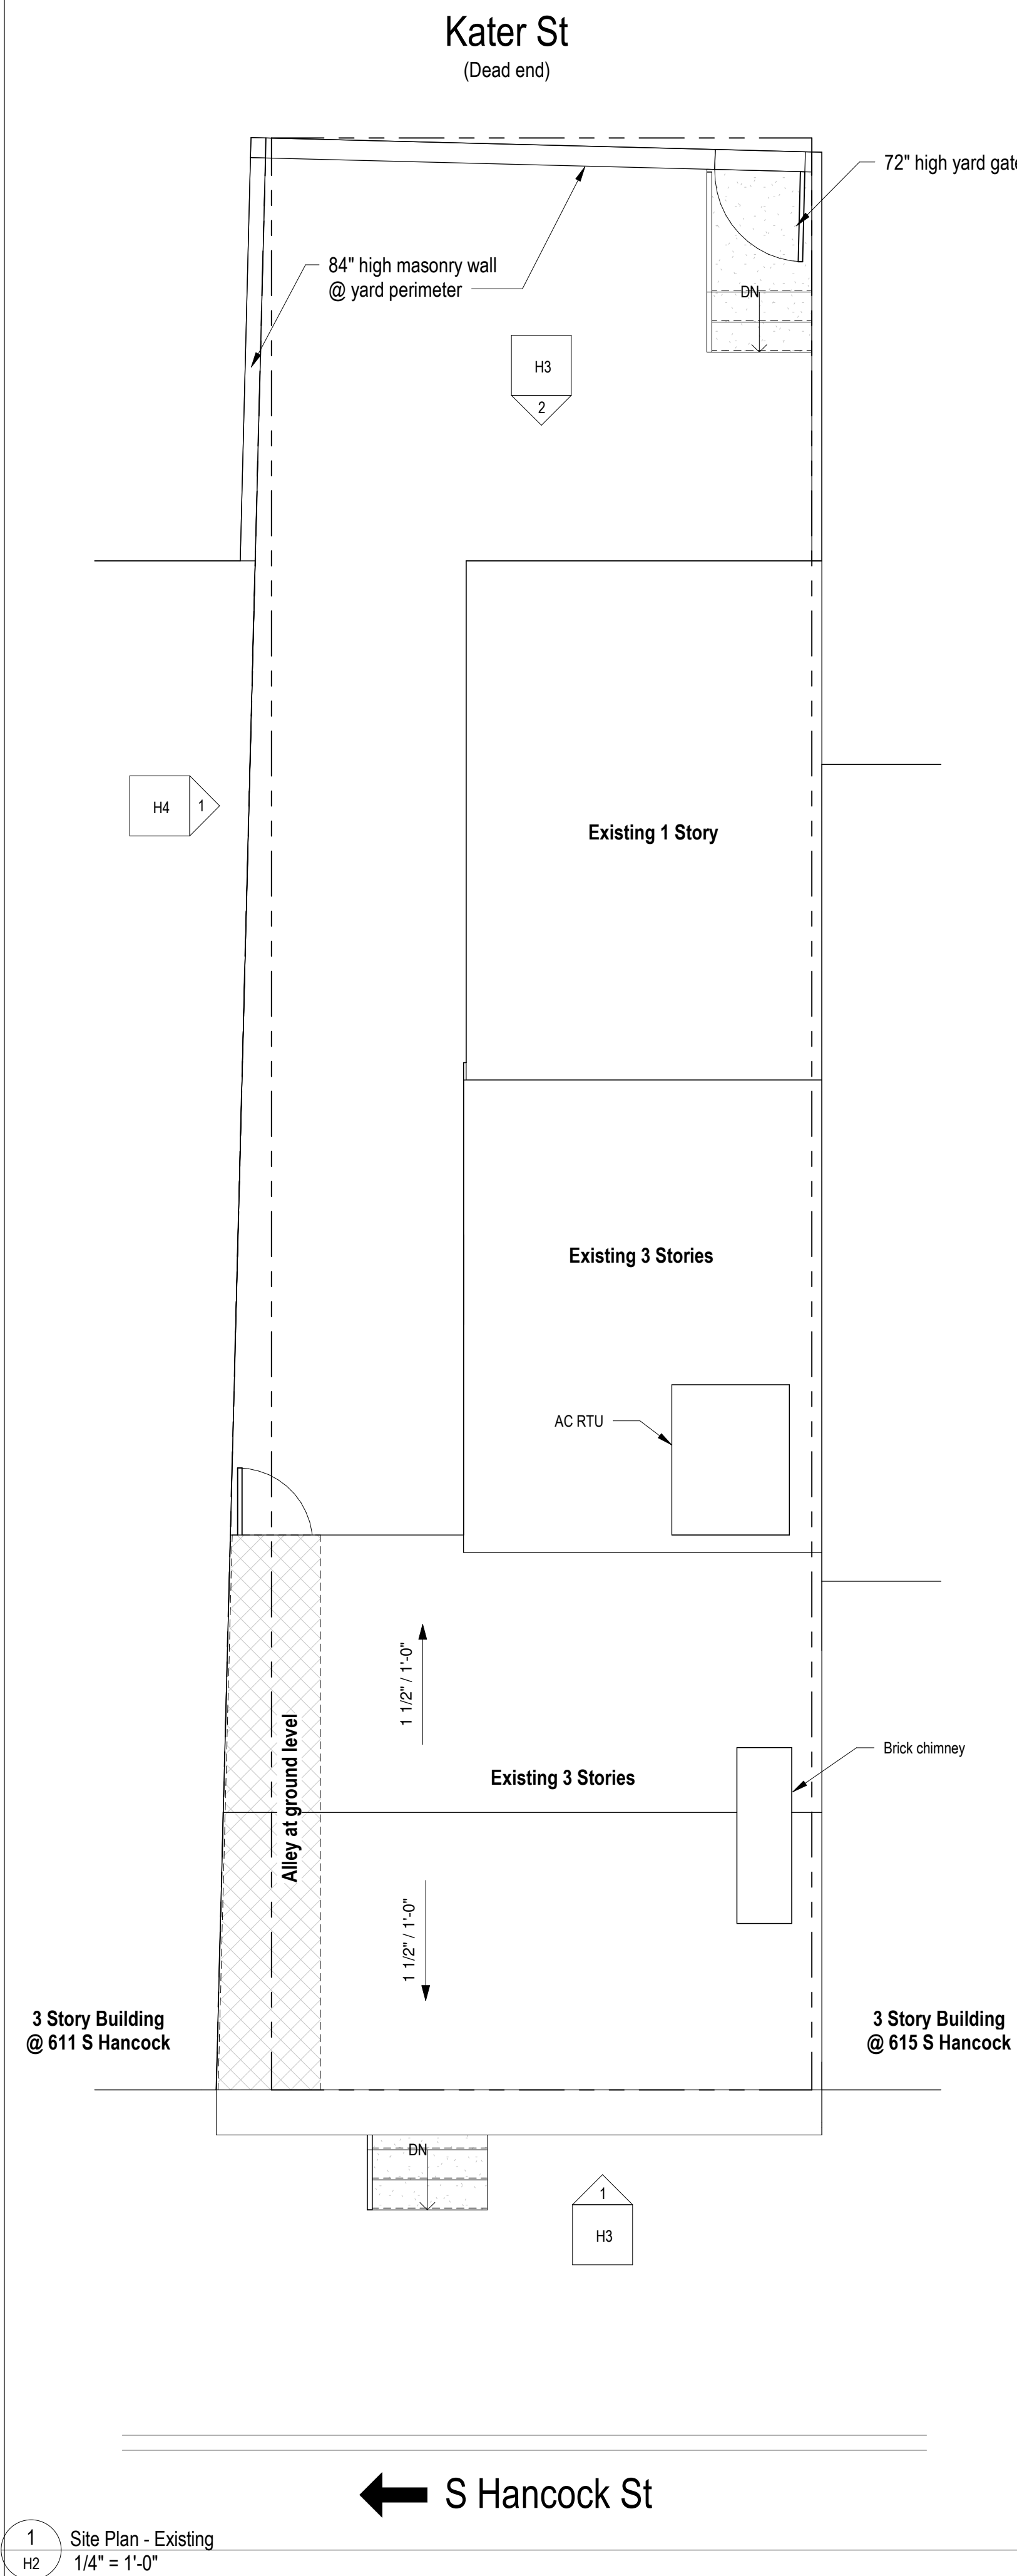 Kater St
(Dead end)
72" high yard gate
84" high masonry wall
@ yard perimeter
DN
H3
2
H4
1
Existing 1 Story
Existing 3 Stories
AC RTU
1 1/2" / 1'-0"
Alley at ground level
Existing 3 Stories
Brick chimney
1 1/2" / 1'-0"
3 Story Building
@ 611 S Hancock
3 Story Building
@ 615 S Hancock
DN
1
H3
S Hancock St
1
H2
Site Plan - Existing
1/4" = 1'-0"